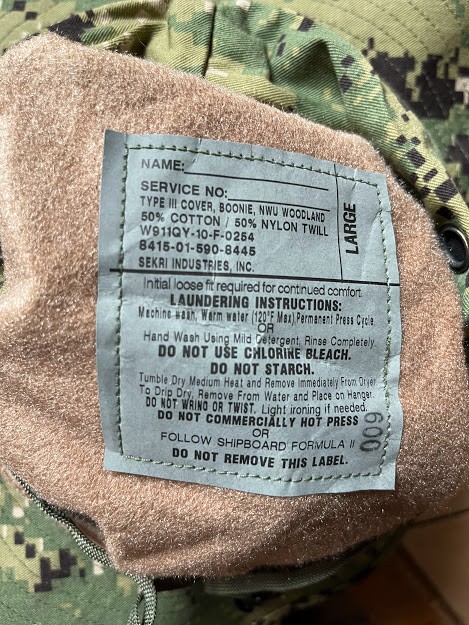 NAME:
SERVICE NO:
TYPE III COVER, BOONIE, NWU WOODLAND
50% COTTON / 50% NYLON TWILL
W911QY-10-F-0254
8415-01-590-8445
SEKRI INDUSTRIES, INC.
LARGE
Initial loose fit required for continued comfort.
LAUNDERING INSTRUCTIONS:
Machine wash, Warm water (120°F Max) Permanent Press Cycle
OR
Hand Wash Using Mild Detergent, Rinse Completely.
DO NOT USE CHLORINE BLEACH.
DO NOT STARCH.
Tumble Dry Medium Heat and Remove Immediately From Dryer
To Drip Dry, Remove From Water and Place on Hanger.
DO NOT WRING OR TWIST. Light ironing if needed.
DO NOT COMMERCIALLY HOT PRESS
OR
FOLLOW SHIPBOARD FORMULA II
DO NOT REMOVE THIS LABEL.
009